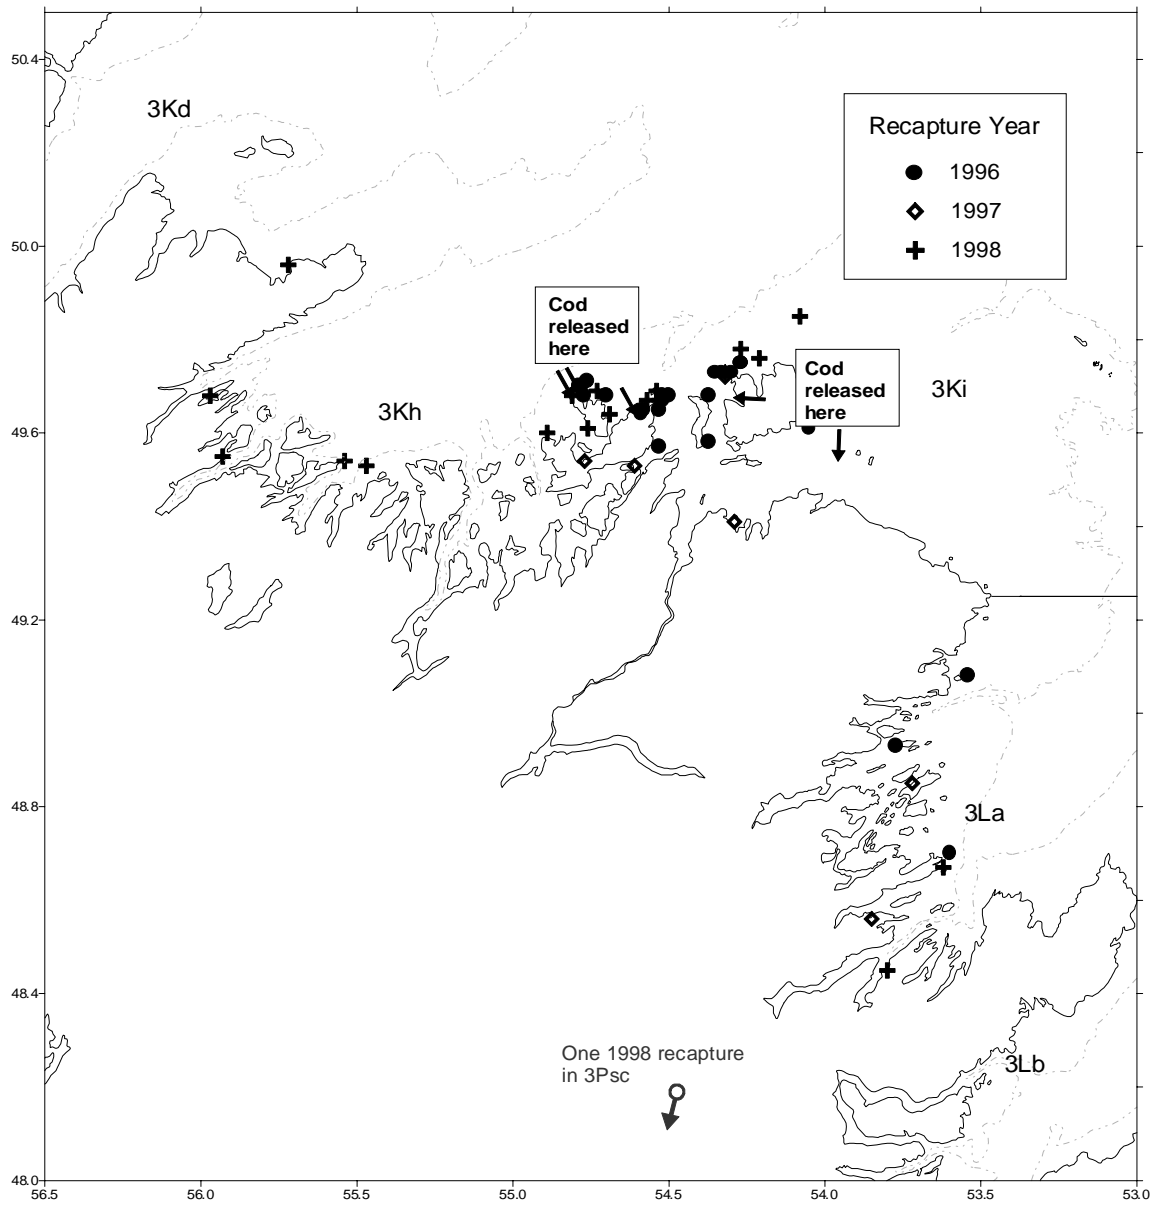 50.4
3Kd
Recapture Year
1996
1997
1998
50.0
Cod
released
here
Cod
released
here
3Ki
3Kh
49.6
49.2
48.8
3La
48.4
One 1998 recapture
in 3Psc
3Lb
48.0
56.5 56.0 55.5 55.0 54.5 54.0 53.5 53.0